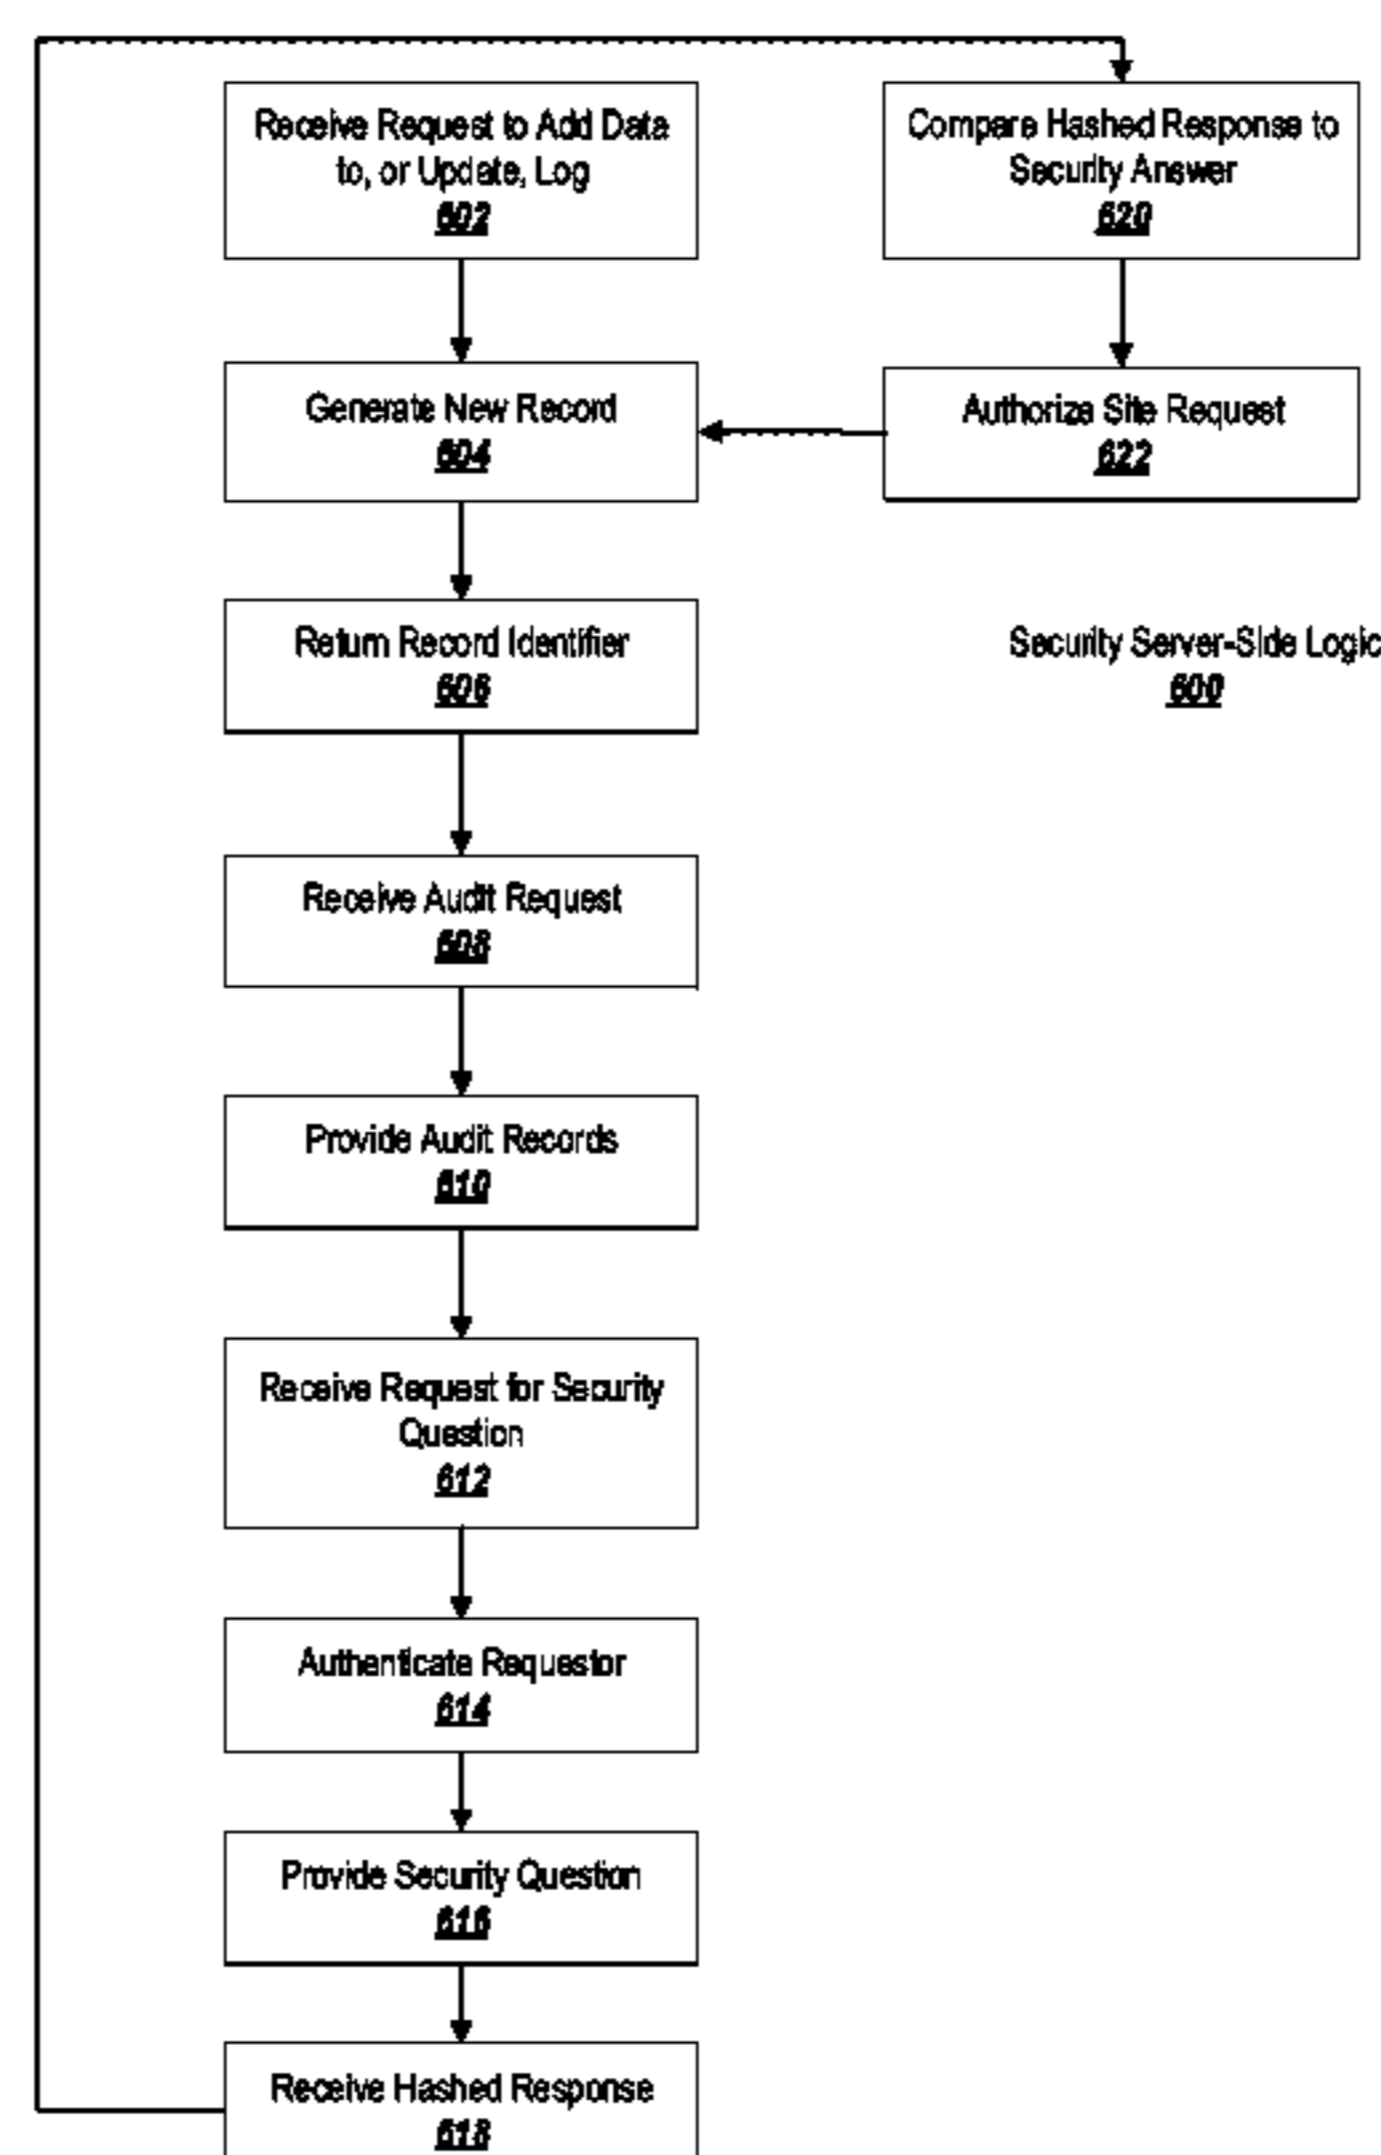 Receive Request to Add Data
to, or Update, Log
602
Generate New Record
604
Return Record Identifier
606
Receive Audit Request
608
Provide Audit Records
610
Receive Request for Security
Question
612
Authenticate Requestor
614
Provide Security Question
616
Receive Hashed Response
618
Compare Hashed Response to
Security Answer
620
Authorize Site Request
622
Security Server-Side Logic
600